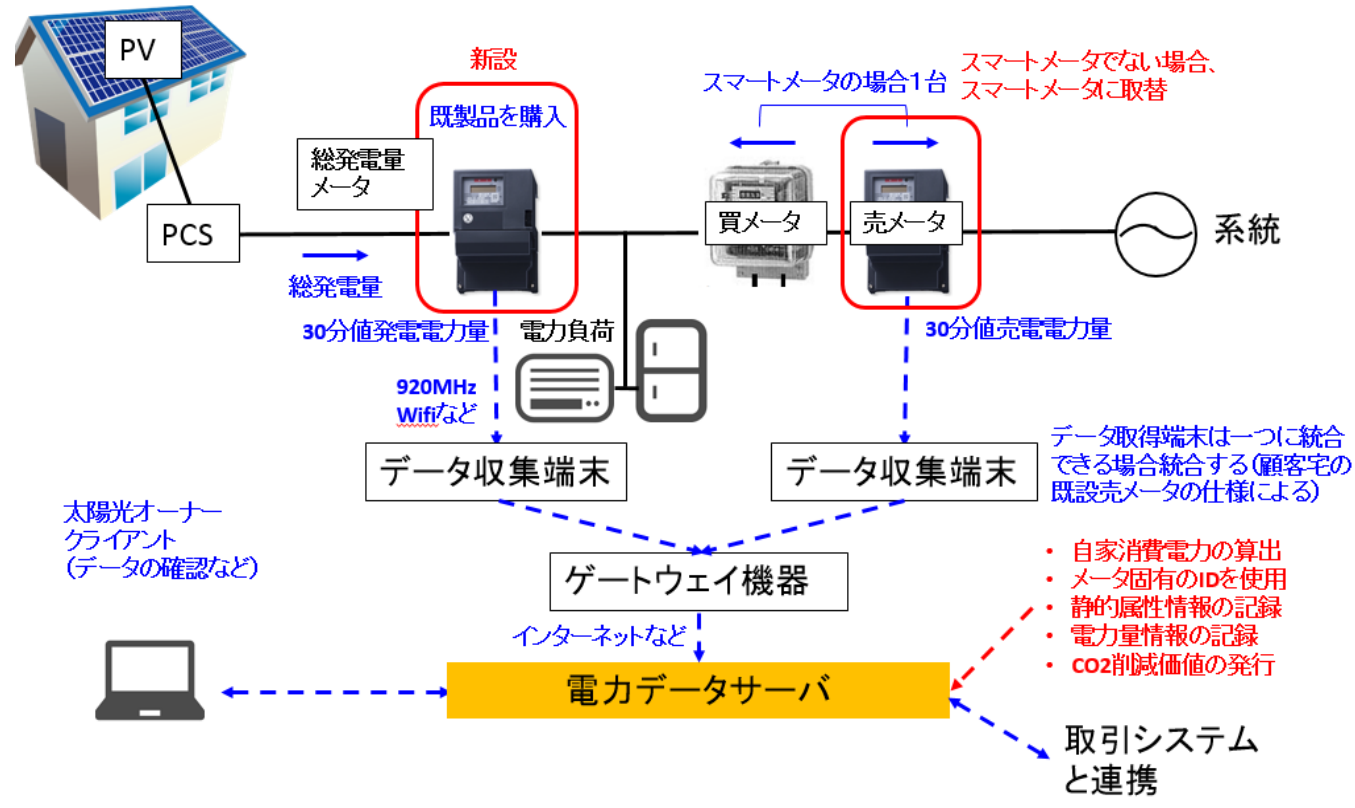 PV
新設
既製品を購入
スマートメータの場合1台
スマートメータでない場合、
スマートメータに取替
総発電量
メータ
買メータ
売メータ
PCS
系統
総発電量
30分値発電電力量
電力負荷
30分値売電電力量
920MHz
Wifiなど
データ収集端末
データ収集端末
データ取得端末は一つに統合
できる場合統合する(顧客宅の
既設売メータの仕様による)
太陽光オーナー
クライアント
(データの確認など)
ゲートウェイ機器
・ 自家消費電力の算出
・ メータ固有のIDを使用
・ 静的属性情報の記録
・ 電力量情報の記録
・ CO2削減価値の発行
インターネットなど
電力データサーバ
取引システム
と連携